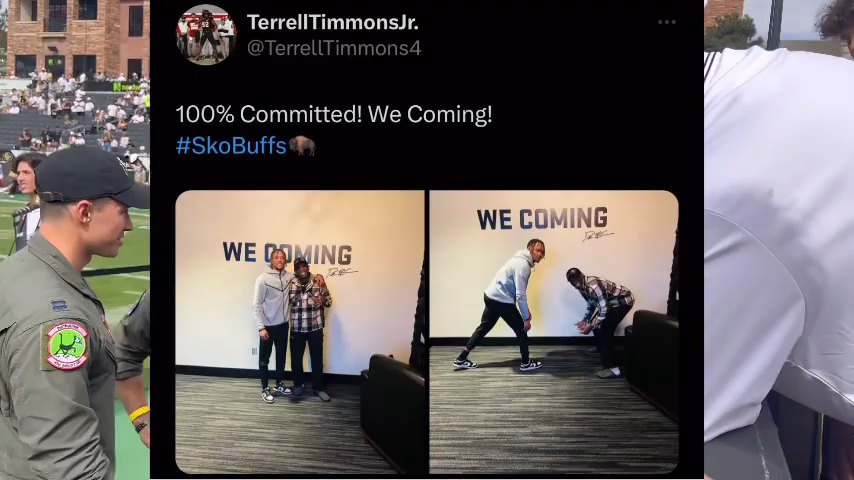 TerrellTimmonsJr.
@TerrellTimmons4
100% Committed! We Coming!
#SkoBuffs🦬
WE COMING
WE COMING